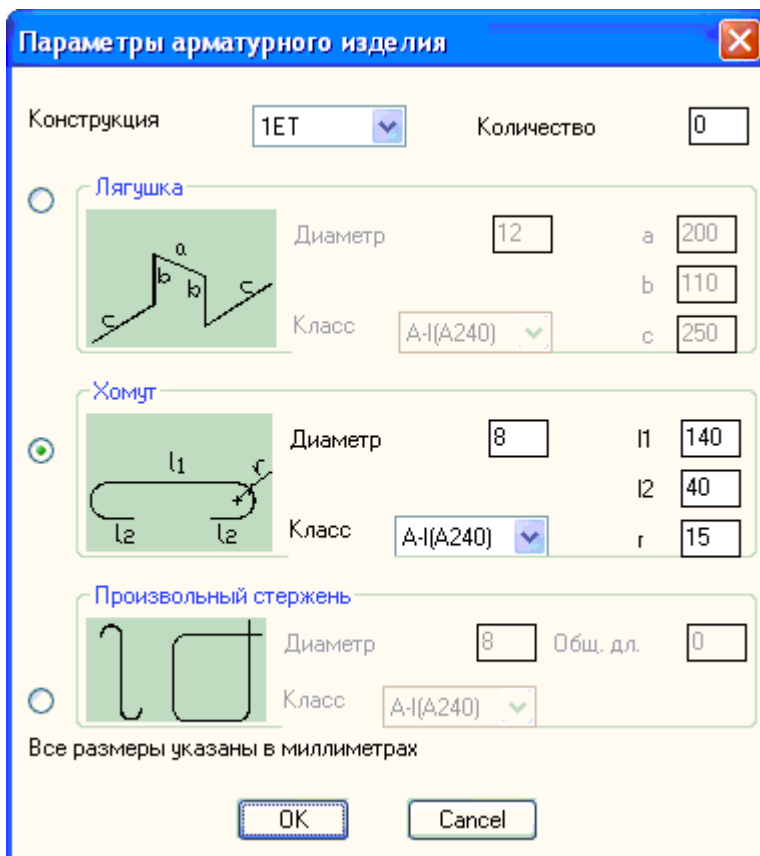 Параметры арматурного изделия
Конструкция 1ЕТ Количество 0
Лягушка
a
b b
c c
Диаметр 12 a 200
b 110
Класс A-I(A240) c 250
Хомут
l1 r
l2 l2
Диаметр 8 l1 140
l2 40
Класс A-I(A240) r 15
Произвольный стержень
Диаметр 8 Общ. дл. 0
Класс A-I(A240)
Все размеры указаны в миллиметрах
OK Cancel